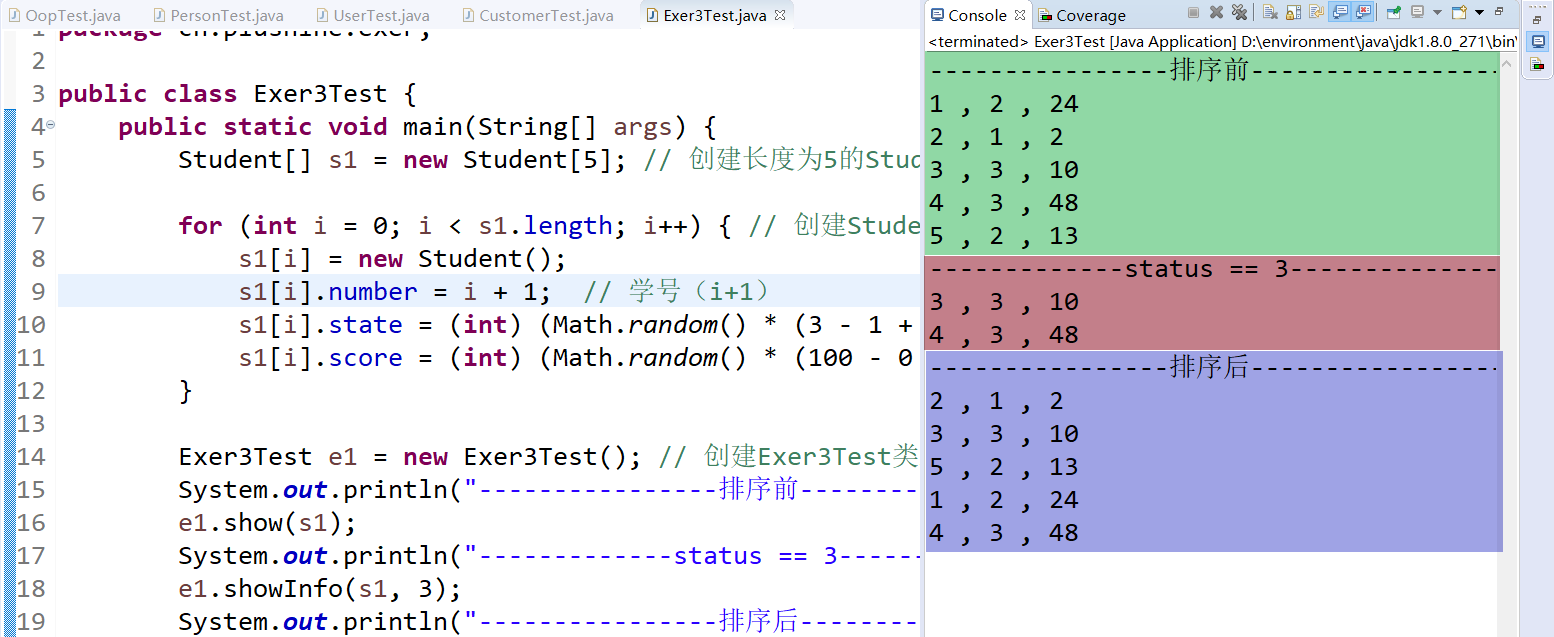 OopTest.java PersonTest.java UserTest.java CustomerTest.java Exer3Test.java
1 package cn.plushine.exer;
2
3 public class Exer3Test {
4 public static void main(String[] args) {
5 Student[] s1 = new Student[5]; // 创建长度为5的Stud
6
7 for (int i = 0; i < s1.length; i++) { // 创建Stude
8 s1[i] = new Student();
9 s1[i].number = i + 1; // 学号（i+1）
10 s1[i].state = (int) (Math.random() * (3 - 1 +
11 s1[i].score = (int) (Math.random() * (100 - 0
12 }
13
14 Exer3Test e1 = new Exer3Test(); // 创建Exer3Test类
15 System.out.println("----------------排序前--------
16 e1.show(s1);
17 System.out.println("-------------status == 3------
18 e1.showInfo(s1, 3);
19 System.out.println("----------------排序后--------
Console Coverage
<terminated> Exer3Test [Java Application] D:\environment\java\jdk1.8.0_271\bin\
----------------排序前-----------------
1 , 2 , 24
2 , 1 , 2
3 , 3 , 10
4 , 3 , 48
5 , 2 , 13
-------------status == 3--------------
3 , 3 , 10
4 , 3 , 48
----------------排序后-----------------
2 , 1 , 2
3 , 3 , 10
5 , 2 , 13
1 , 2 , 24
4 , 3 , 48